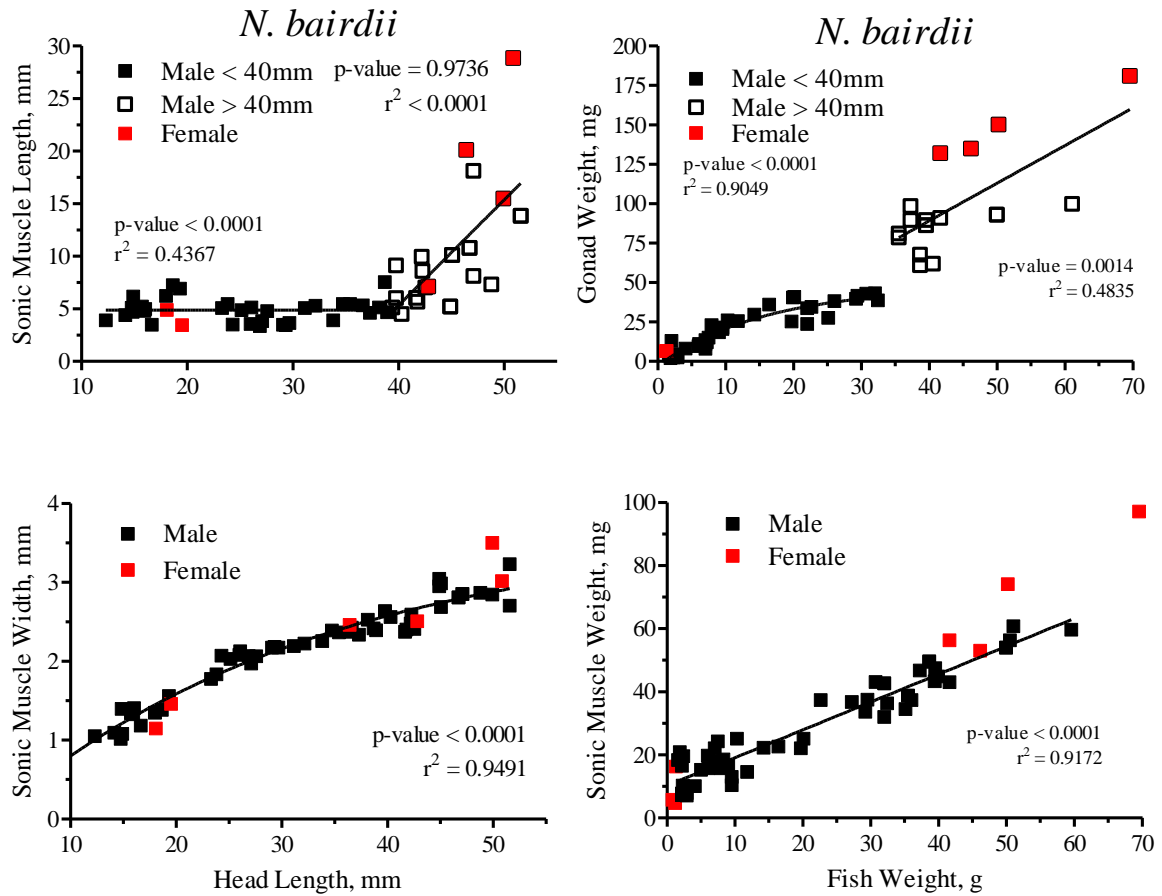 N. bairdii
30
25
20
15
10
5
0
Sonic Muscle Length, mm
Male < 40mm
Male > 40mm
Female
p-value = 0.9736
r² < 0.0001
p-value < 0.0001
r² = 0.4367
10 20 30 40 50
N. bairdii
200
175
150
125
100
75
50
25
0
Gonad Weight, mg
Male < 40mm
Male > 40mm
Female
p-value < 0.0001
r² = 0.9049
p-value = 0.0014
r² = 0.4835
0 10 20 30 40 50 60 70
4
3
2
1
0
Sonic Muscle Width, mm
Male
Female
p-value < 0.0001
r² = 0.9491
10 20 30 40 50
Head Length, mm
100
80
60
40
20
0
Sonic Muscle Weight, mg
Male
Female
p-value < 0.0001
r² = 0.9172
0 10 20 30 40 50 60 70
Fish Weight, g